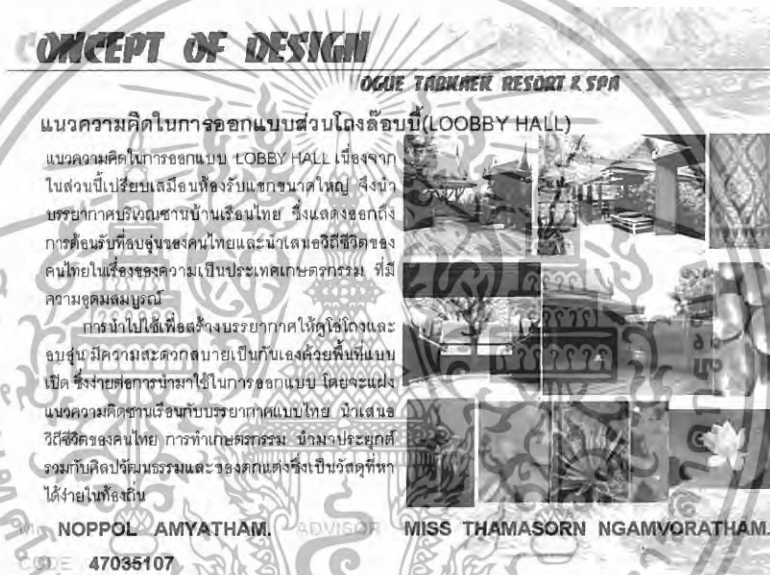 CONCEPT OF DESIGN
OGUE TABKAEK RESORT & SPA
แนวความคิดในการออกแบบส่วนโถงล๊อบบี้(LOOBBY HALL)
แนวความคิดในการออกแบบ LOBBY HALL เนื่องจาก
ในส่วนนี้เปรียบเสมือนห้องรับแขกขนาดใหญ่ จึงนำ
บรรยากาศบริเวณชานบ้านเรือนไทย ซึ่งแสดงออกถึง
การต้อนรับที่อบอุ่นของคนไทยและนำเสนอวิถีชีวิตของ
คนไทยในเรื่องของความเป็นประเทศเกษตรกรรม ที่มี
ความอุดมสมบูรณ์
การนำไปใช้เพื่อสร้างบรรยากาศให้ดูโอ่โถงและ
อบอุ่น มีความสะดวกสบายเป็นกันเองด้วยพื้นที่แบบ
เปิด ซึ่งง่ายต่อการนำมาใช้ในการออกแบบ โดยจะแฝง
แนวความคิดชานเรือนกับบรรยากาศแบบไทย นำเสนอ
วิถีชีวิตของคนไทย การทำเกษตรกรรม นำมาประยุกต์
รวมกับศิลปวัฒนธรรมและของตกแต่งซึ่งเป็นวัสดุที่หา
ได้ง่ายในท้องถิ่น
NOPPOL AMYATHAM. ADVISOR MISS THAMASORN NGAMVORATHAM.
CODE 47035107